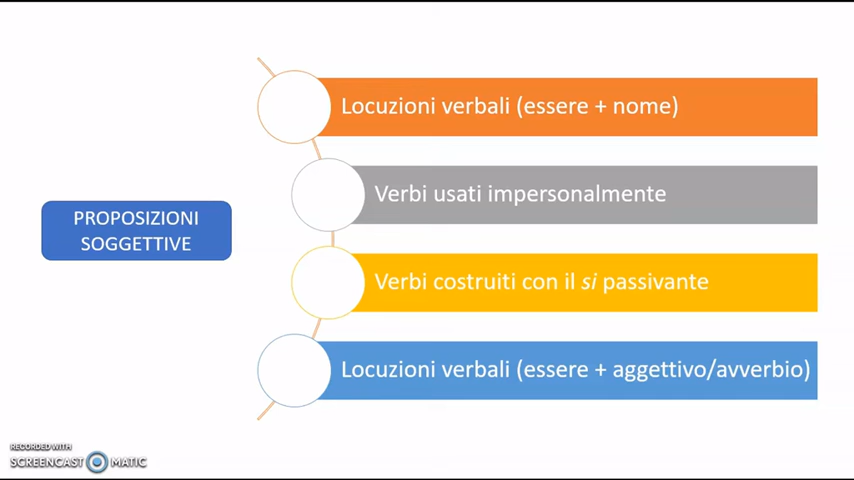 Locuzioni verbali (essere + nome)
Verbi usati impersonalmente
PROPOSIZIONI
SOGGETTIVE
Verbi costruiti con il si passivante
Locuzioni verbali (essere + aggettivo/avverbio)
RECORDED WITH
SCREENCAST MATIC